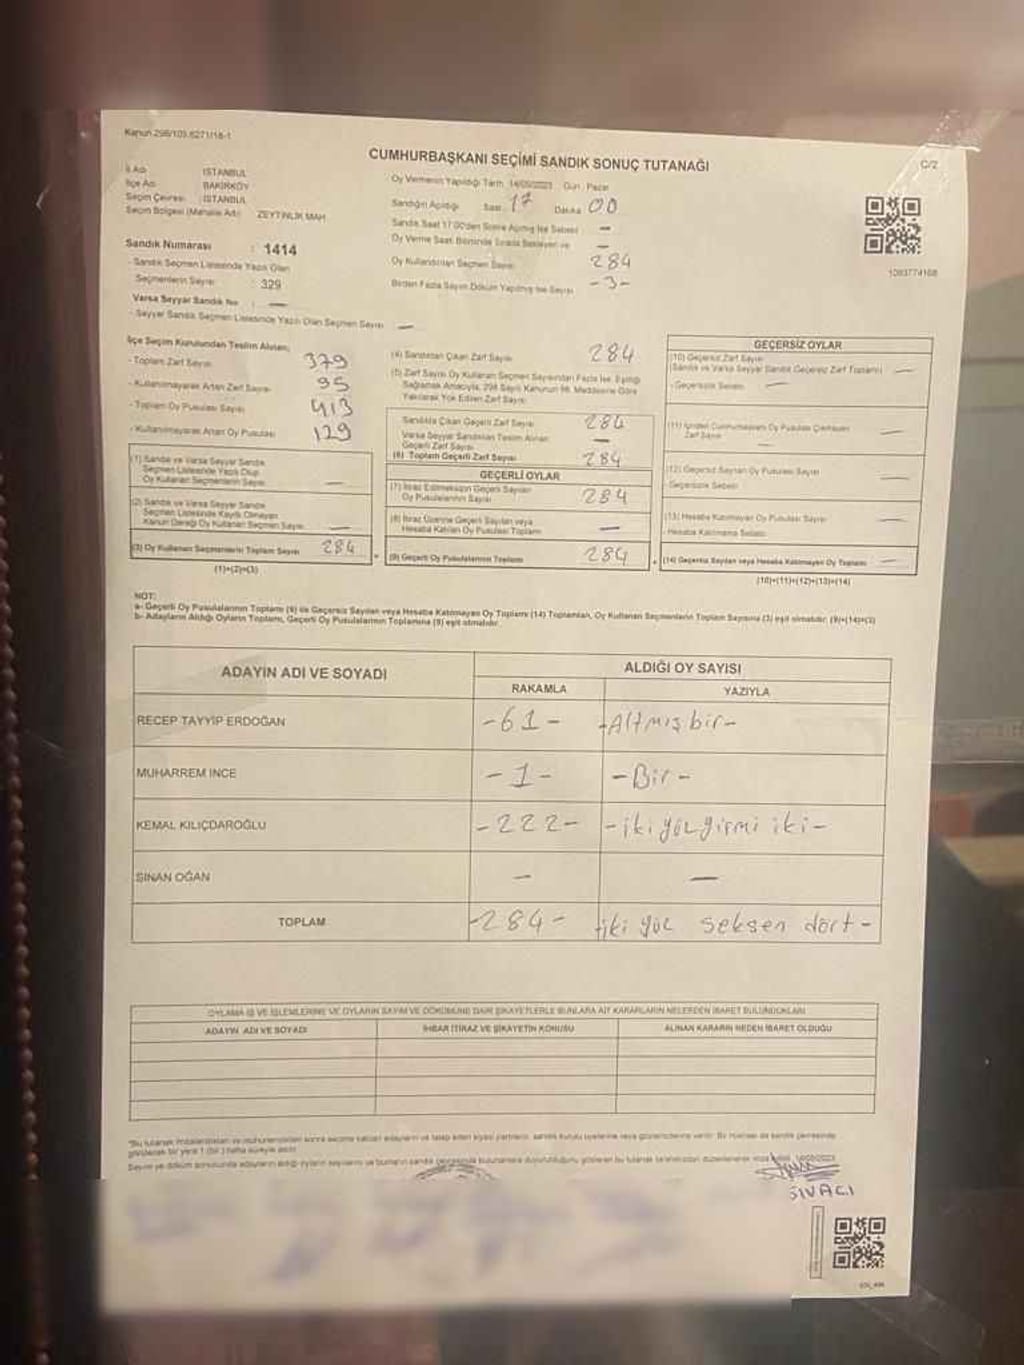 Kanun 298/103,6271/18-1
CUMHURBAŞKANI SEÇİMİ SANDIK SONUÇ TUTANAĞI
C/2
İl Adı : İSTANBUL
İlçe Adı : BAKIRKÖY
Seçim Çevresi : İSTANBUL
Seçim Bölgesi (Mahalle Adı) : ZEYTİNLİK MAH
Sandık Numarası : 1414
- Sandık Seçmen Listesinde Yazılı Olan
Seçmenlerin Sayısı : 329
Varsa Seyyar Sandık No : —
- Seyyar Sandık Seçmen Listesinde Yazılı Olan Seçmen Sayısı —
Oy Vermenin Yapıldığı Tarih 14/05/2023 Gün Pazar
Sandığın Açıldığı Saat 17 Dakika 00
Sandık Saat 17:00'den Sonra Açılmış İse Sebebi —
Oy Verme Saat Bitiminde Sırada Bekleyen —
Oy Kullandırılan Seçmen Sayısı 284
Birden Fazla Sayım Döküm Yapılmış İse Sayısı -3-
1093774168
İlçe Seçim Kurulundan Teslim Alınan;
- Toplam Zarf Sayısı 379
- Kullanılmayarak Artan Zarf Sayısı 95
- Toplam Oy Pusulası Sayısı 413
- Kullanılmayarak Artan Oy Pusulası 129
(1) Sandık ve Varsa Seyyar Sandık
Seçmen Listesinde Yazılı Olup
Oy Kullanan Seçmenlerin Sayısı —
(2) Sandık ve Varsa Seyyar Sandık
Seçmen Listesinde Kayıtlı Olmayan
Kanun Gereği Oy Kullanan Seçmen Sayısı —
(3) Oy Kullanan Seçmenlerin Toplam Sayısı 284
(1)+(2)=(3)
(4) Sandıktan Çıkan Zarf Sayısı 284
(5) Zarf Sayısı Oy Kullanan Seçmen Sayısından Fazla İse, Eşitliği
Sağlamak Amacıyla, 298 Sayılı Kanunun 98. Maddesine Göre
Yakılarak Yok Edilen Zarf Sayısı
Sandıkta Çıkan Geçerli Zarf Sayısı 284
Varsa Seyyar Sandıktan Teslim Alınan
Geçerli Zarf Sayısı —
(6) Toplam Geçerli Zarf Sayısı 284
GEÇERLİ OYLAR
(7) İtiraz Edilmeksizin Geçerli Sayılan
Oy Pusulalarının Sayısı 284
(8) İtiraz Üzerine Geçerli Sayılan veya
Hesaba Katılan Oy Pusulası Toplamı —
(9) Geçerli Oy Pusulalarının Toplamı 284
GEÇERSİZ OYLAR
(10) Geçersiz Zarf Sayısı
(Sandık ve Varsa Seyyar Sandık Geçersiz Zarf Toplamı) —
- Geçersizlik Sebebi —
(11) İçinden Cumhurbaşkanı Oy Pusulası Çıkmayan
Zarf Sayısı —
(12) Geçersiz Sayılan Oy Pusulası Sayısı —
- Geçersizlik Sebebi
(13) Hesaba Katılmayan Oy Pusulası Sayısı —
- Hesaba Katılmama Sebebi
(14) Geçersiz Sayılan veya Hesaba Katılmayan Oy Toplamı —
(10)+(11)+(12)+(13)=(14)
NOT:
a- Geçerli Oy Pusulalarının Toplamı (9) ile Geçersiz Sayılan veya Hesaba Katılmayan Oy Toplamı (14) Toplamları, Oy Kullanan Seçmenlerin Toplam Sayısına (3) eşit olmalıdır. (9)+(14)=(3)
b- Adayların Aldığı Oyların Toplamı, Geçerli Oy Pusulalarının Toplamına (9) eşit olmalıdır.
ADAYIN ADI VE SOYADI
ALDIĞI OY SAYISI
RAKAMLA YAZIYLA
RECEP TAYYİP ERDOĞAN -61- -Altmış bir-
MUHARREM İNCE -1- -Bir-
KEMAL KILIÇDAROĞLU -222- -iki yüz yirmi iki-
SİNAN OĞAN — —
TOPLAM -284- -iki yüz seksen dört-
OYLAMA İŞ VE İŞLEMLERİNE VE OYLARIN SAYIM VE DÖKÜMÜNE DAİR ŞİKAYETLERLE BUNLARA AİT KARARLARIN NELERDEN İBARET BULUNDUKLARI
ADAYIN ADI VE SOYADI İHBAR İTİRAZ VE ŞİKAYETİN KONUSU ALINAN KARARIN NEDEN İBARET OLDUĞU
SIVACI